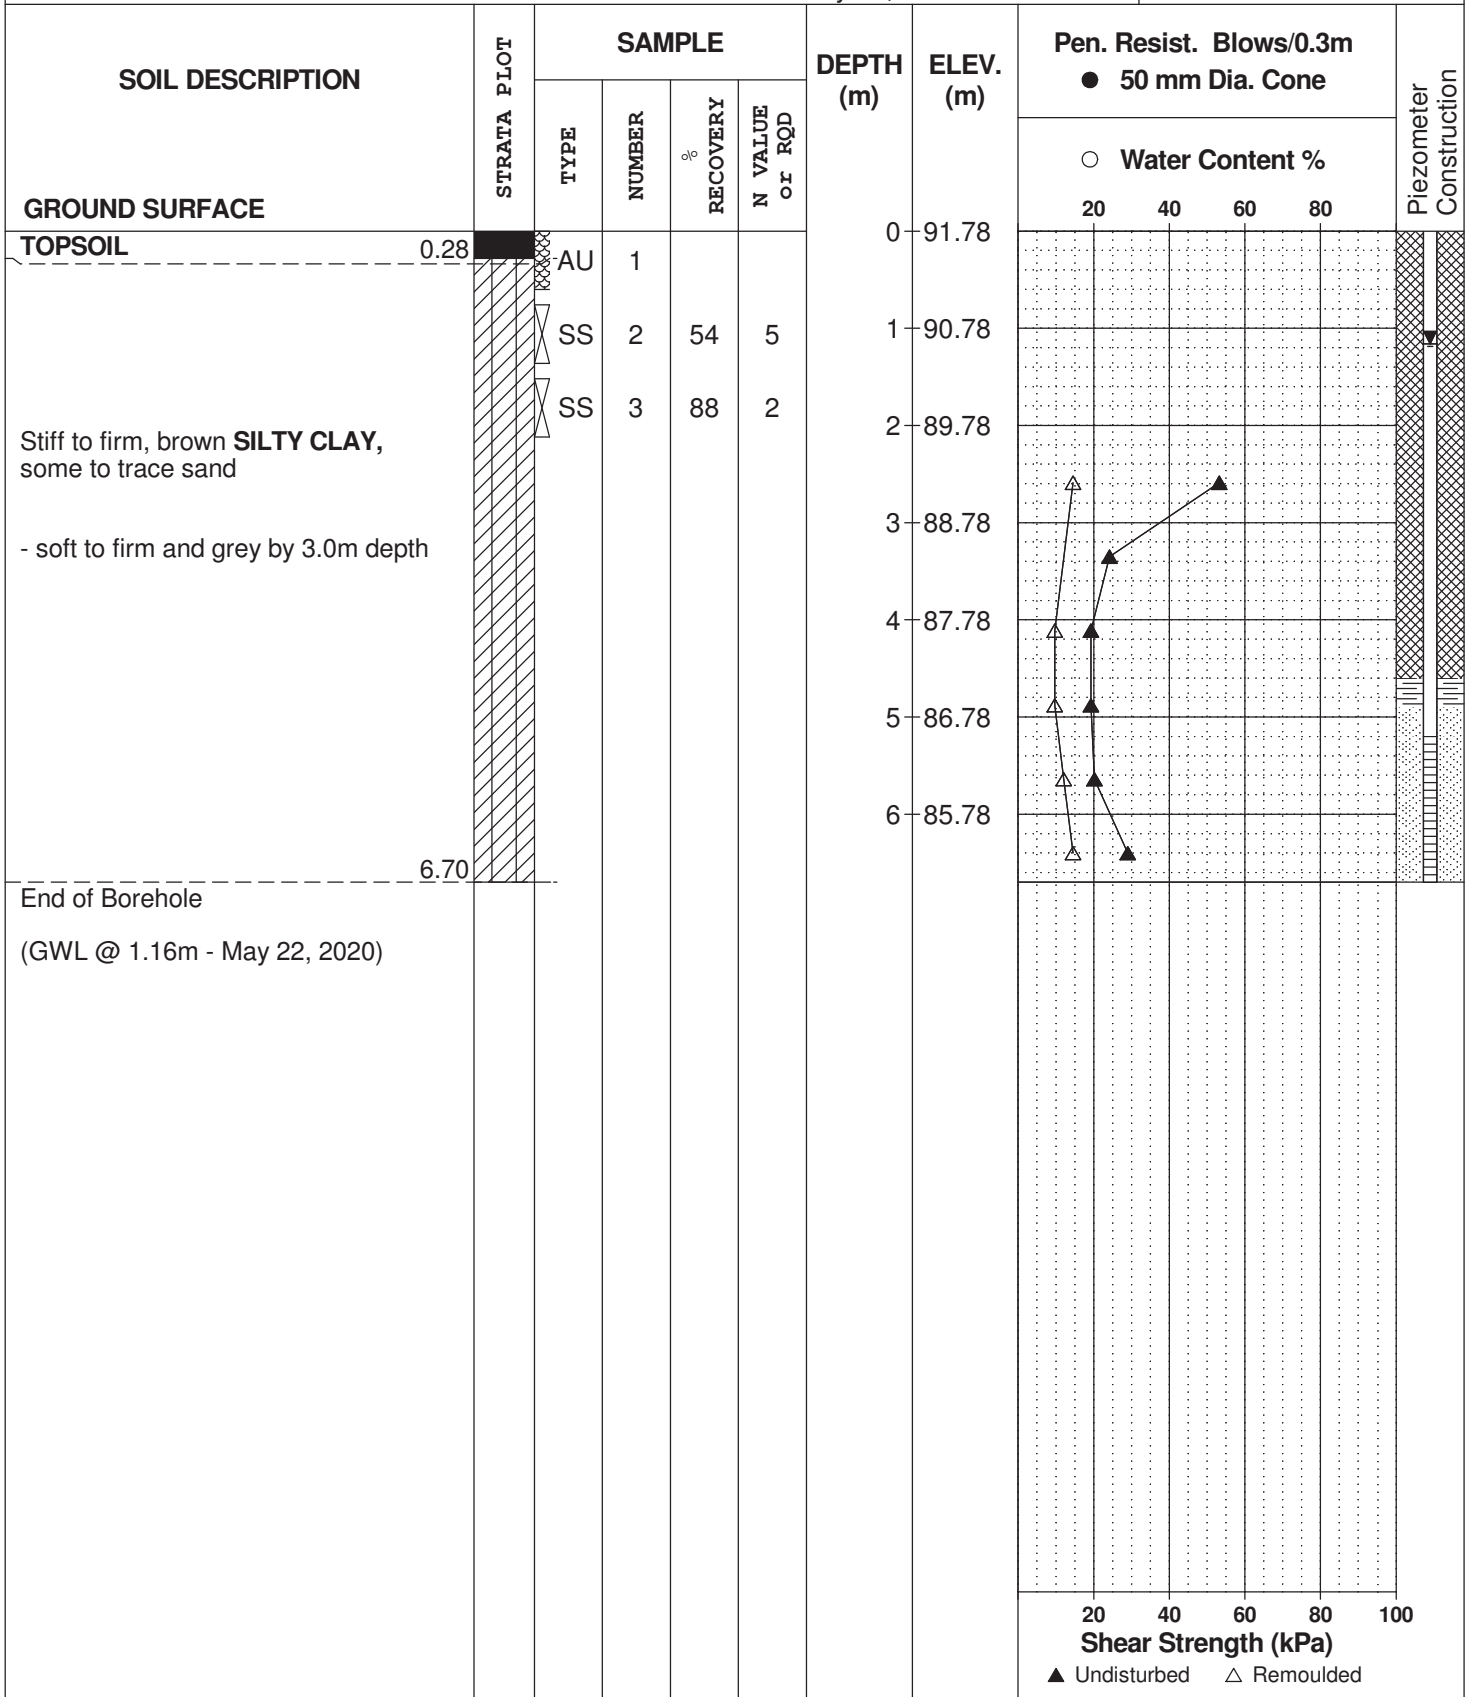 SOIL DESCRIPTION
GROUND SURFACE
STRATA PLOT
SAMPLE
TYPE
NUMBER
% RECOVERY
N VALUE or RQD
DEPTH (m)
ELEV. (m)
Pen. Resist. Blows/0.3m
● 50 mm Dia. Cone
○ Water Content %
20 40 60 80
Piezometer Construction
TOPSOIL 0.28
AU 1
SS 2 54 5
SS 3 88 2
Stiff to firm, brown SILTY CLAY,
some to trace sand
- soft to firm and grey by 3.0m depth
6.70
End of Borehole
(GWL @ 1.16m - May 22, 2020)
0 91.78
1 90.78
2 89.78
3 88.78
4 87.78
5 86.78
6 85.78
20 40 60 80 100
Shear Strength (kPa)
▲ Undisturbed △ Remoulded